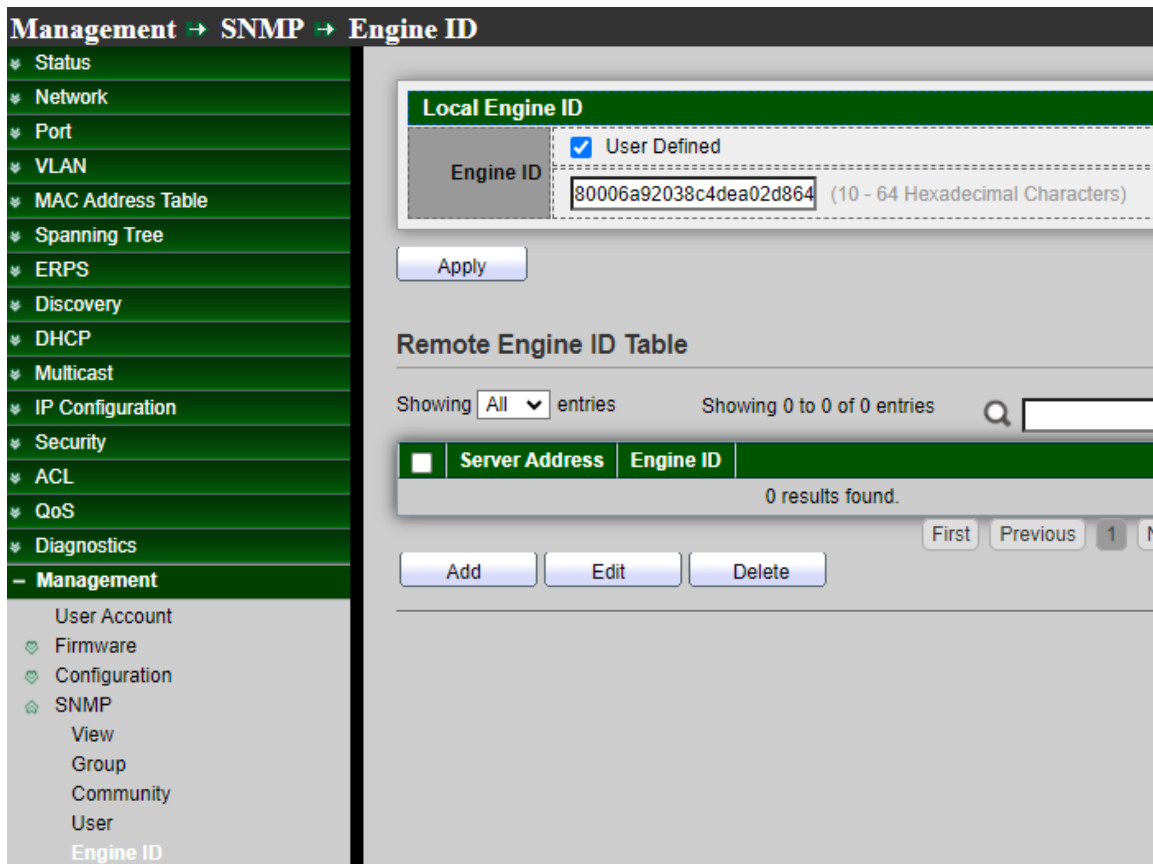 Management → SNMP → Engine ID
Status
Network
Port
VLAN
MAC Address Table
Spanning Tree
ERPS
Discovery
DHCP
Multicast
IP Configuration
Security
ACL
QoS
Diagnostics
Management
User Account
Firmware
Configuration
SNMP
View
Group
Community
User
Engine ID
Local Engine ID
Engine ID
User Defined
80006a92038c4dea02d864 (10 - 64 Hexadecimal Characters)
Apply
Remote Engine ID Table
Showing All entries
Showing 0 to 0 of 0 entries
Server Address Engine ID
0 results found.
First Previous 1
Add Edit Delete